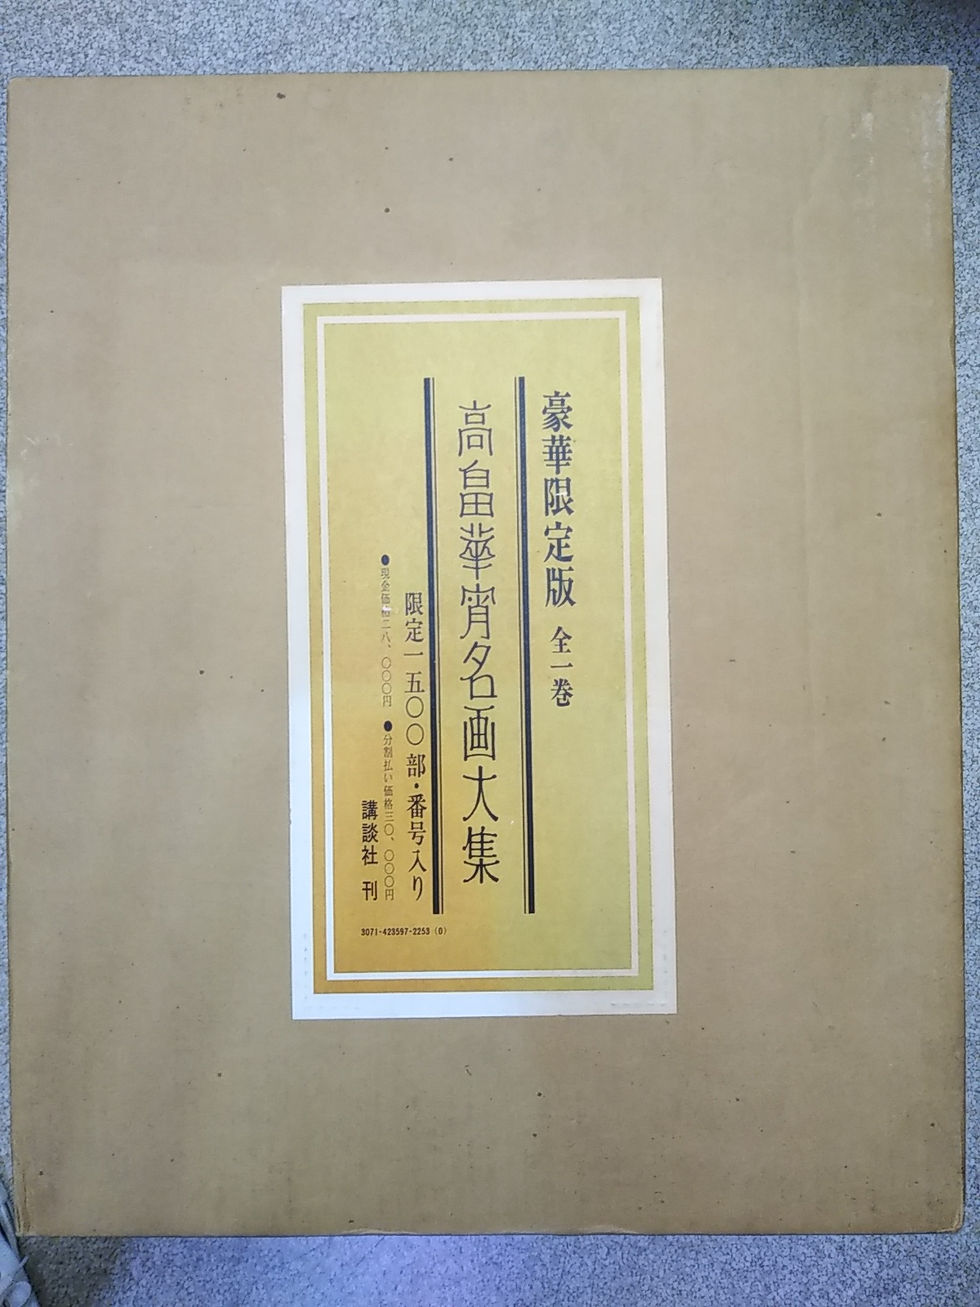 豪華限定版 全一巻
高畠華宵名画大集
限定一五〇〇部・番号入り
●現金価格二八、〇〇〇円 ●分割払い価格三〇、〇〇〇円
講談社 刊
3071-423597-2253 (0)